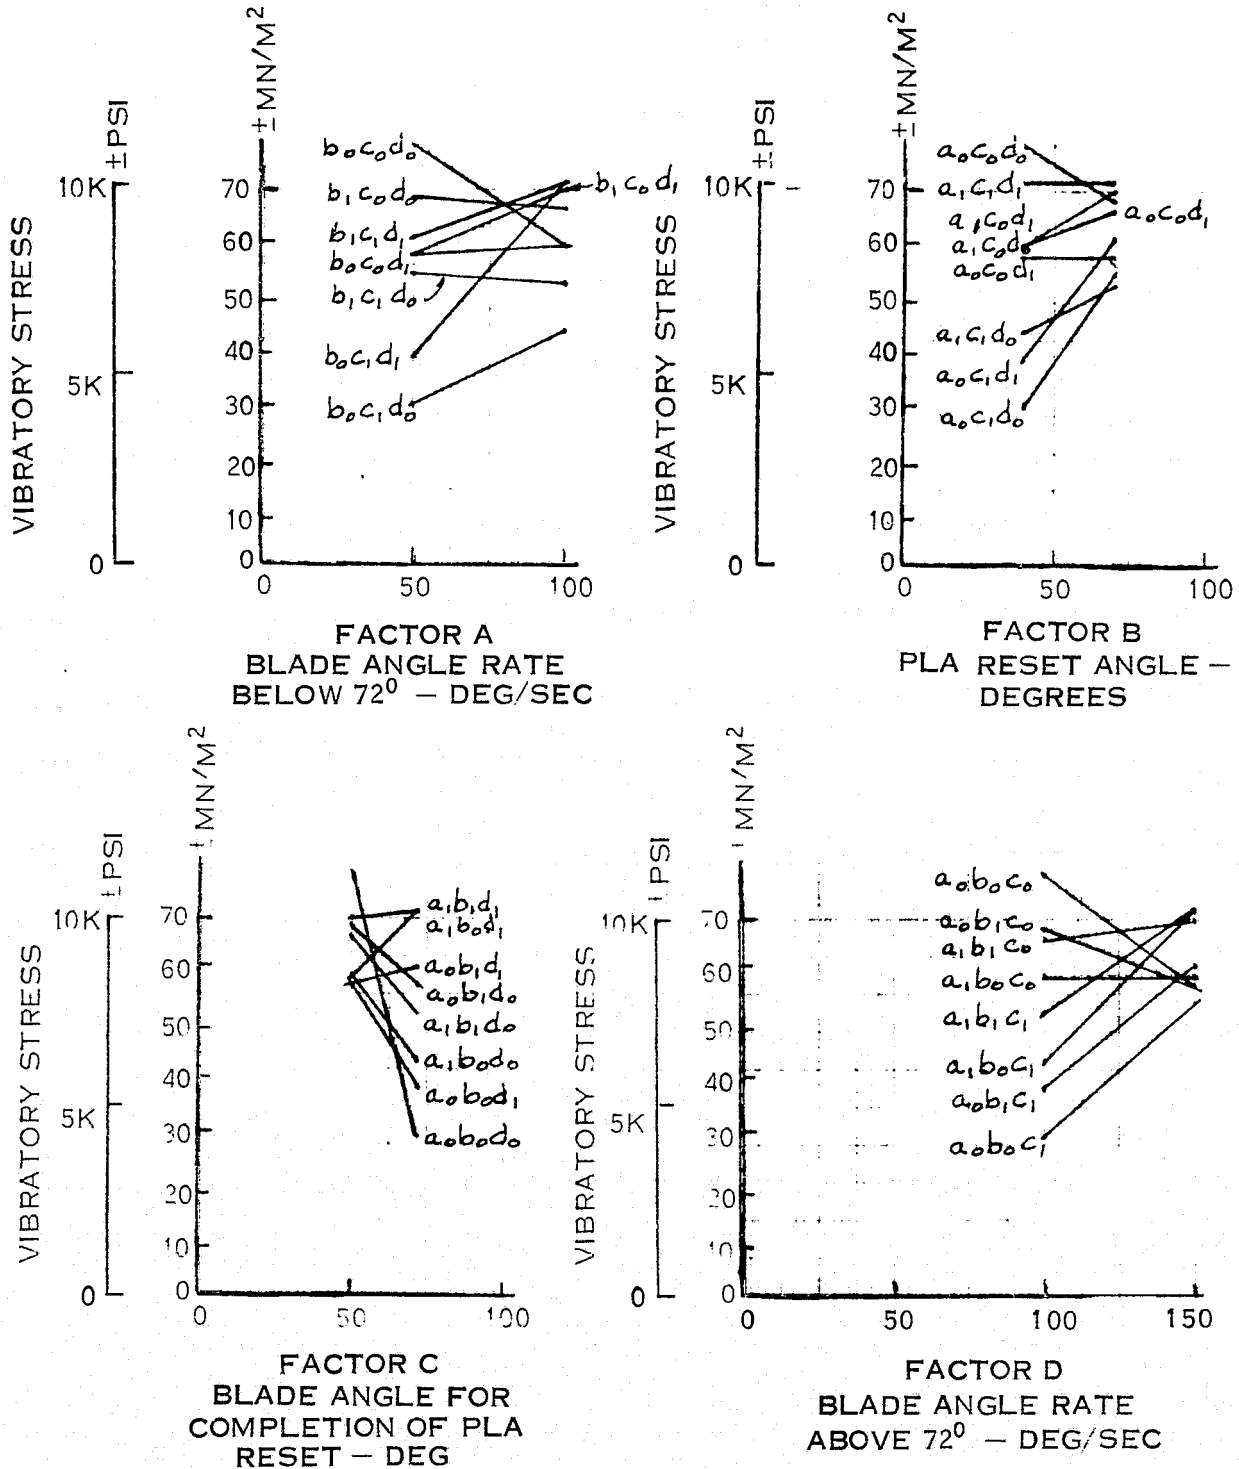 ±MN/M²
±PSI
VIBRATORY STRESS
10K
5K
0
70
60
50
40
30
20
10
0
b₀c₀d₀
b₁c₀d₀
b₁c₁d₁
b₀c₀d₁
b₁c₁d₀
b₀c₁d₁
b₀c₁d₀
b₁c₀d₁
0 50 100
FACTOR A
BLADE ANGLE RATE
BELOW 72⁰ – DEG/SEC
±MN/M²
±PSI
VIBRATORY STRESS
10K
5K
0
70
60
50
40
30
20
10
0
a₀c₀d₀
a₁c₁d₁
a₁c₀d₁
a₁c₀d₀
a₀c₀d₁
a₁c₁d₀
a₀c₁d₁
a₀c₁d₀
a₀c₀d₁
0 50 100
FACTOR B
PLA RESET ANGLE –
DEGREES
±MN/M²
±PSI
VIBRATORY STRESS
10K
5K
0
70
60
50
40
30
20
10
0
a₁b₁d₁
a₁b₀d₁
a₀b₁d₁
a₀b₁d₀
a₁b₁d₀
a₁b₀d₀
a₀b₀d₁
a₀b₀d₀
0 50 100
FACTOR C
BLADE ANGLE FOR
COMPLETION OF PLA
RESET – DEG
±MN/M²
±PSI
VIBRATORY STRESS
10K
5K
0
70
60
50
40
30
20
10
0
a₀b₀c₀
a₀b₁c₀
a₁b₁c₀
a₁b₀c₀
a₁b₁c₁
a₁b₀c₁
a₀b₁c₁
a₀b₀c₁
0 50 100 150
FACTOR D
BLADE ANGLE RATE
ABOVE 72⁰ – DEG/SEC